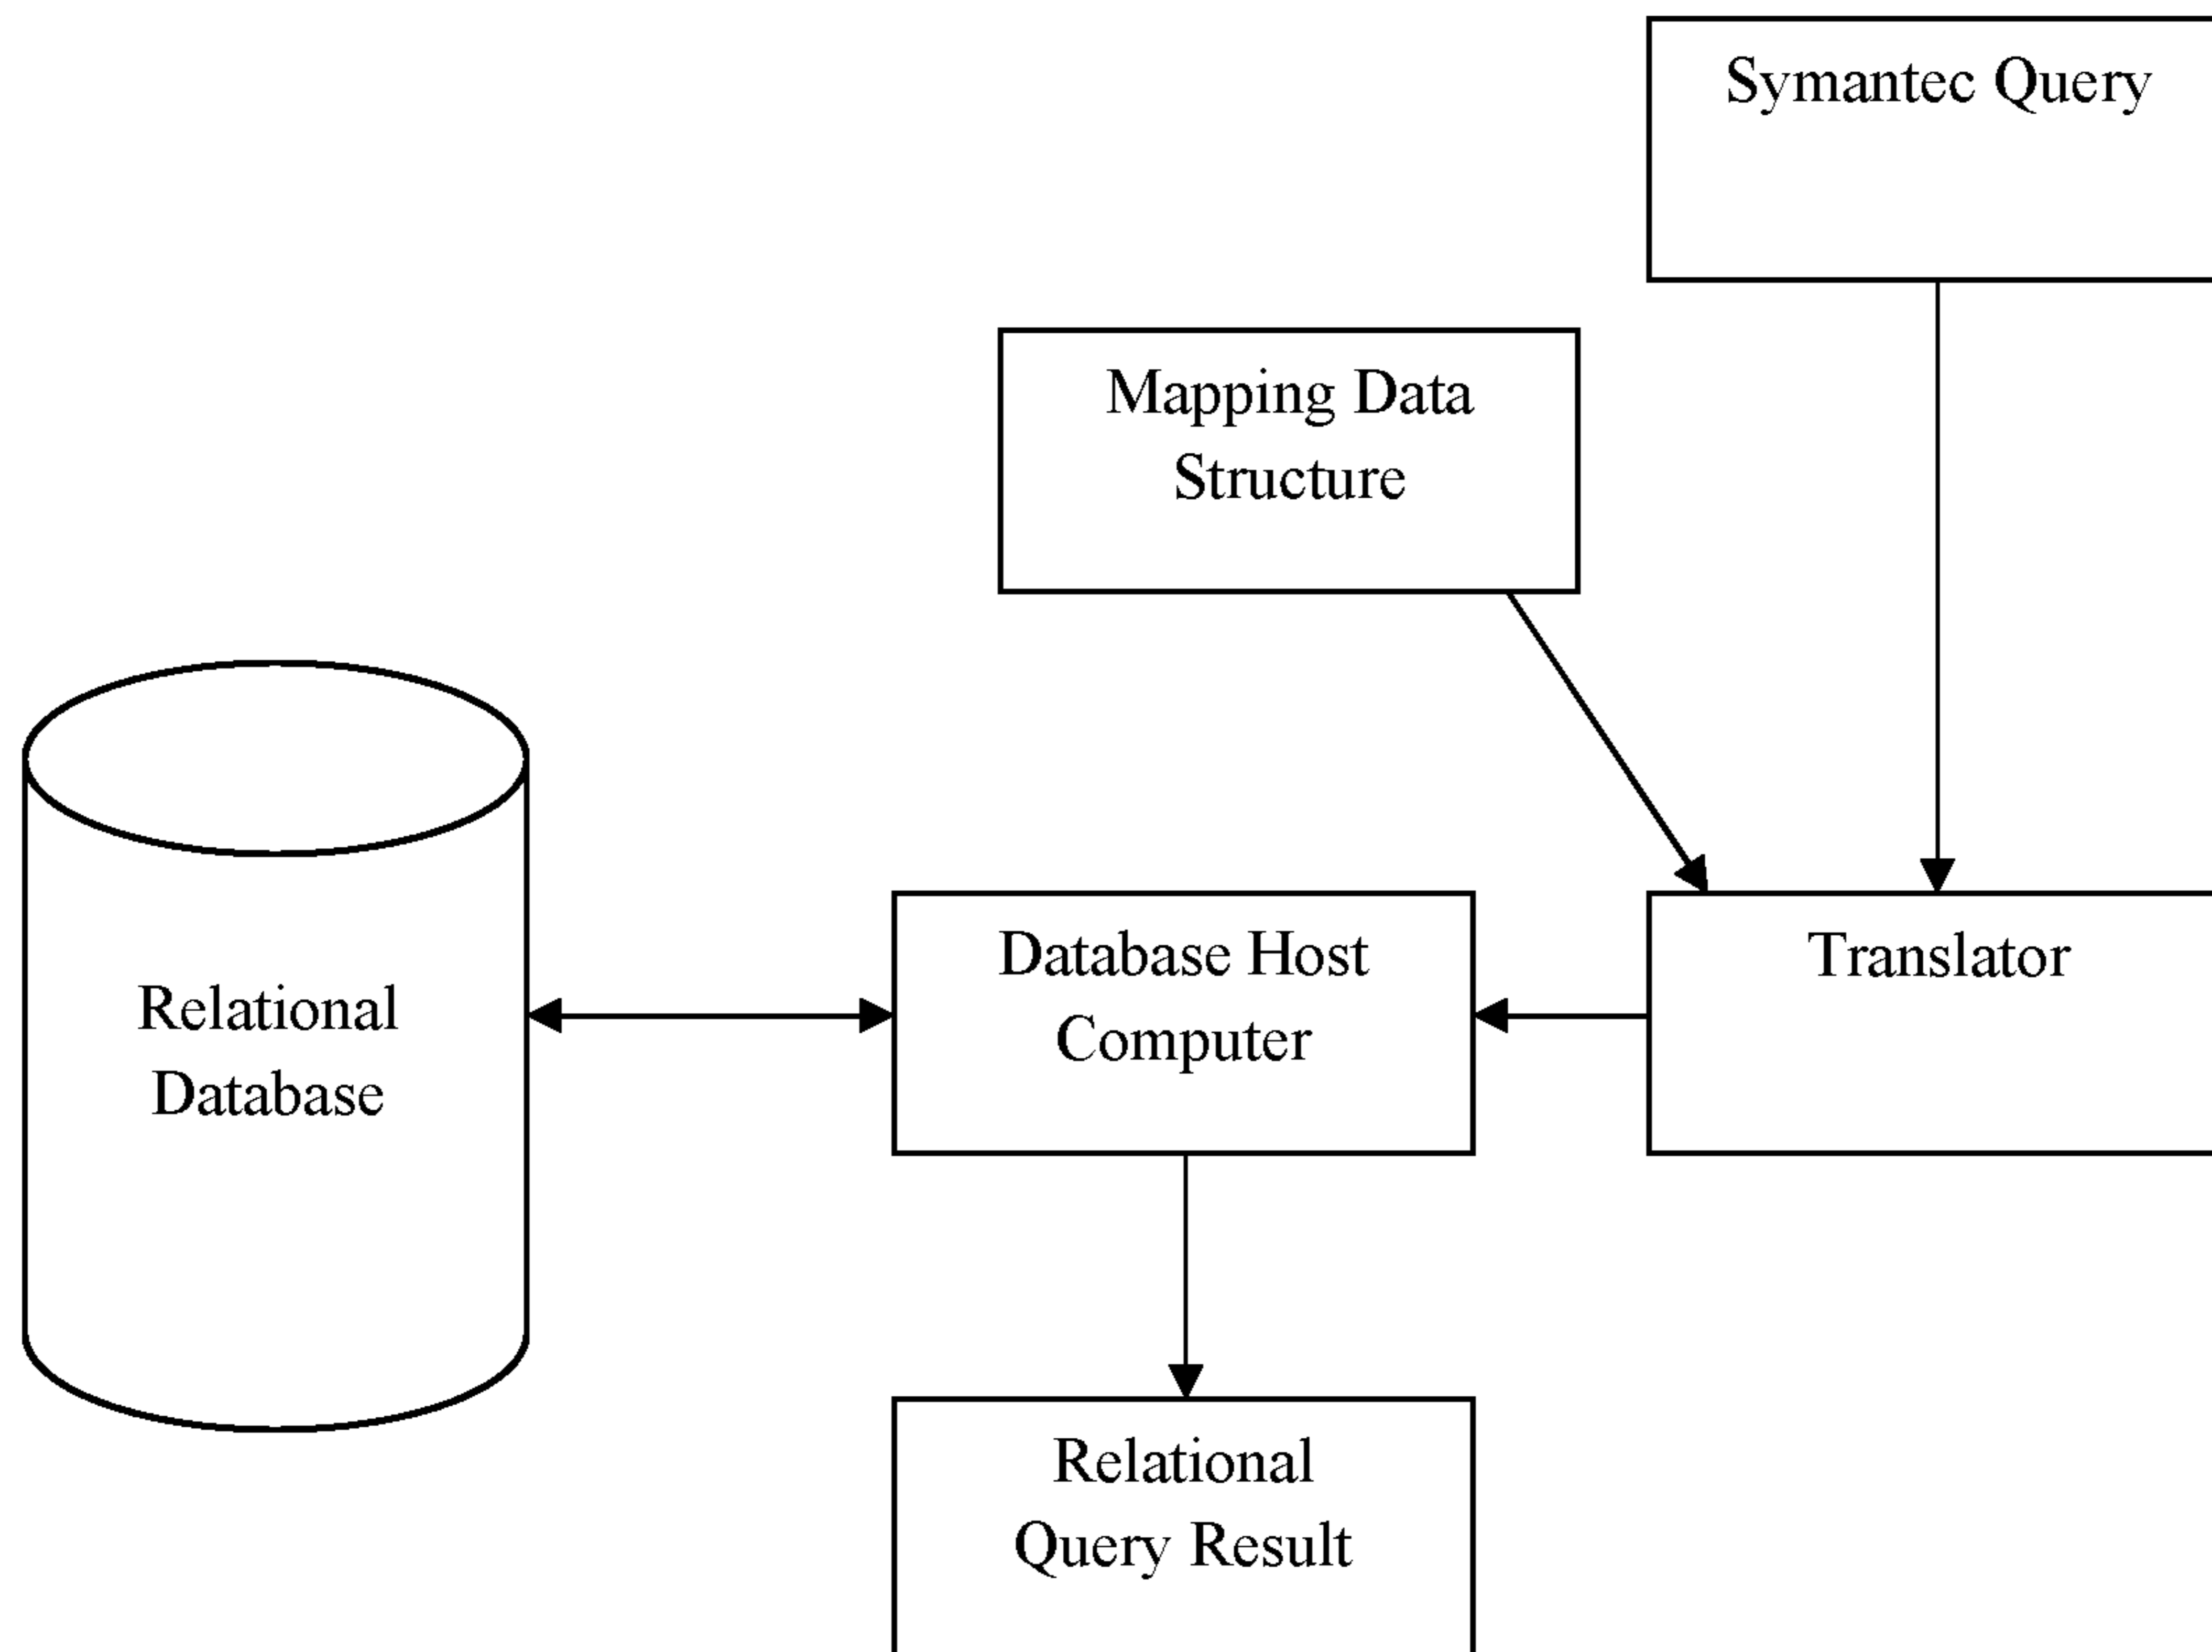 Symantec Query
Mapping Data
Structure
Relational
Database
Database Host
Computer
Translator
Relational
Query Result